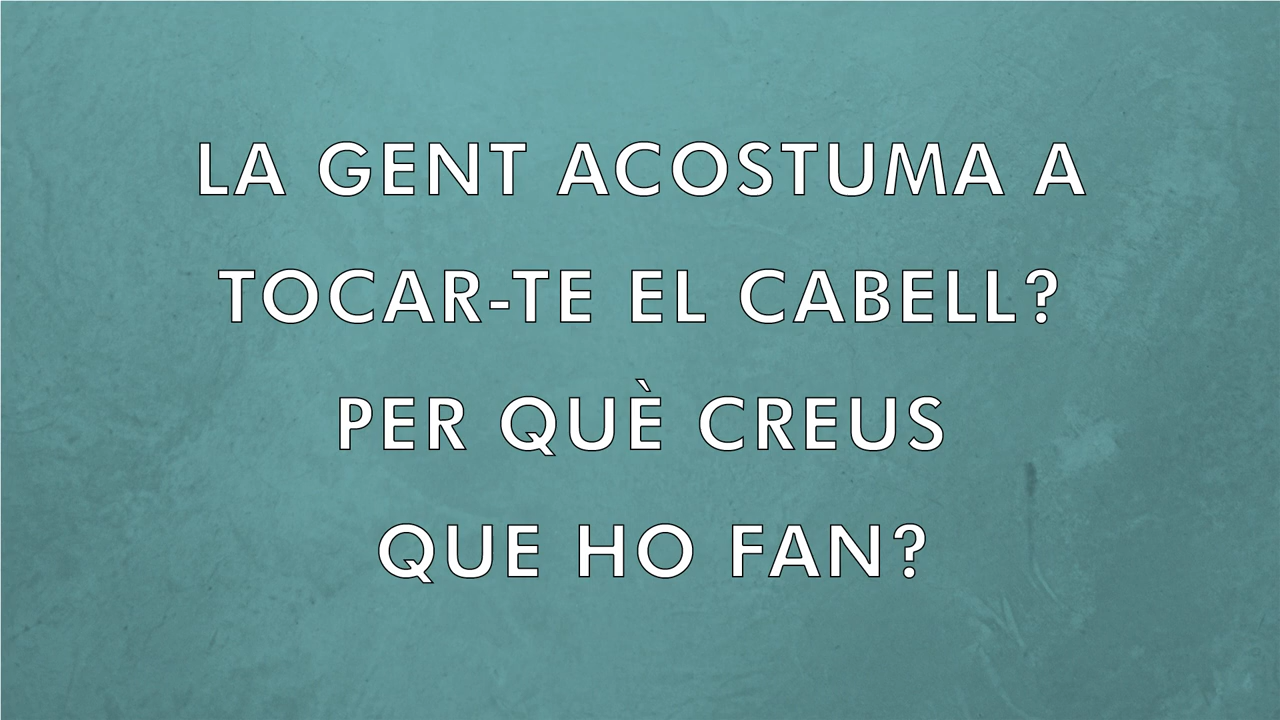 LA GENT ACOSTUMA A
TOCAR-TE EL CABELL?
PER QUÈ CREUS
QUE HO FAN?